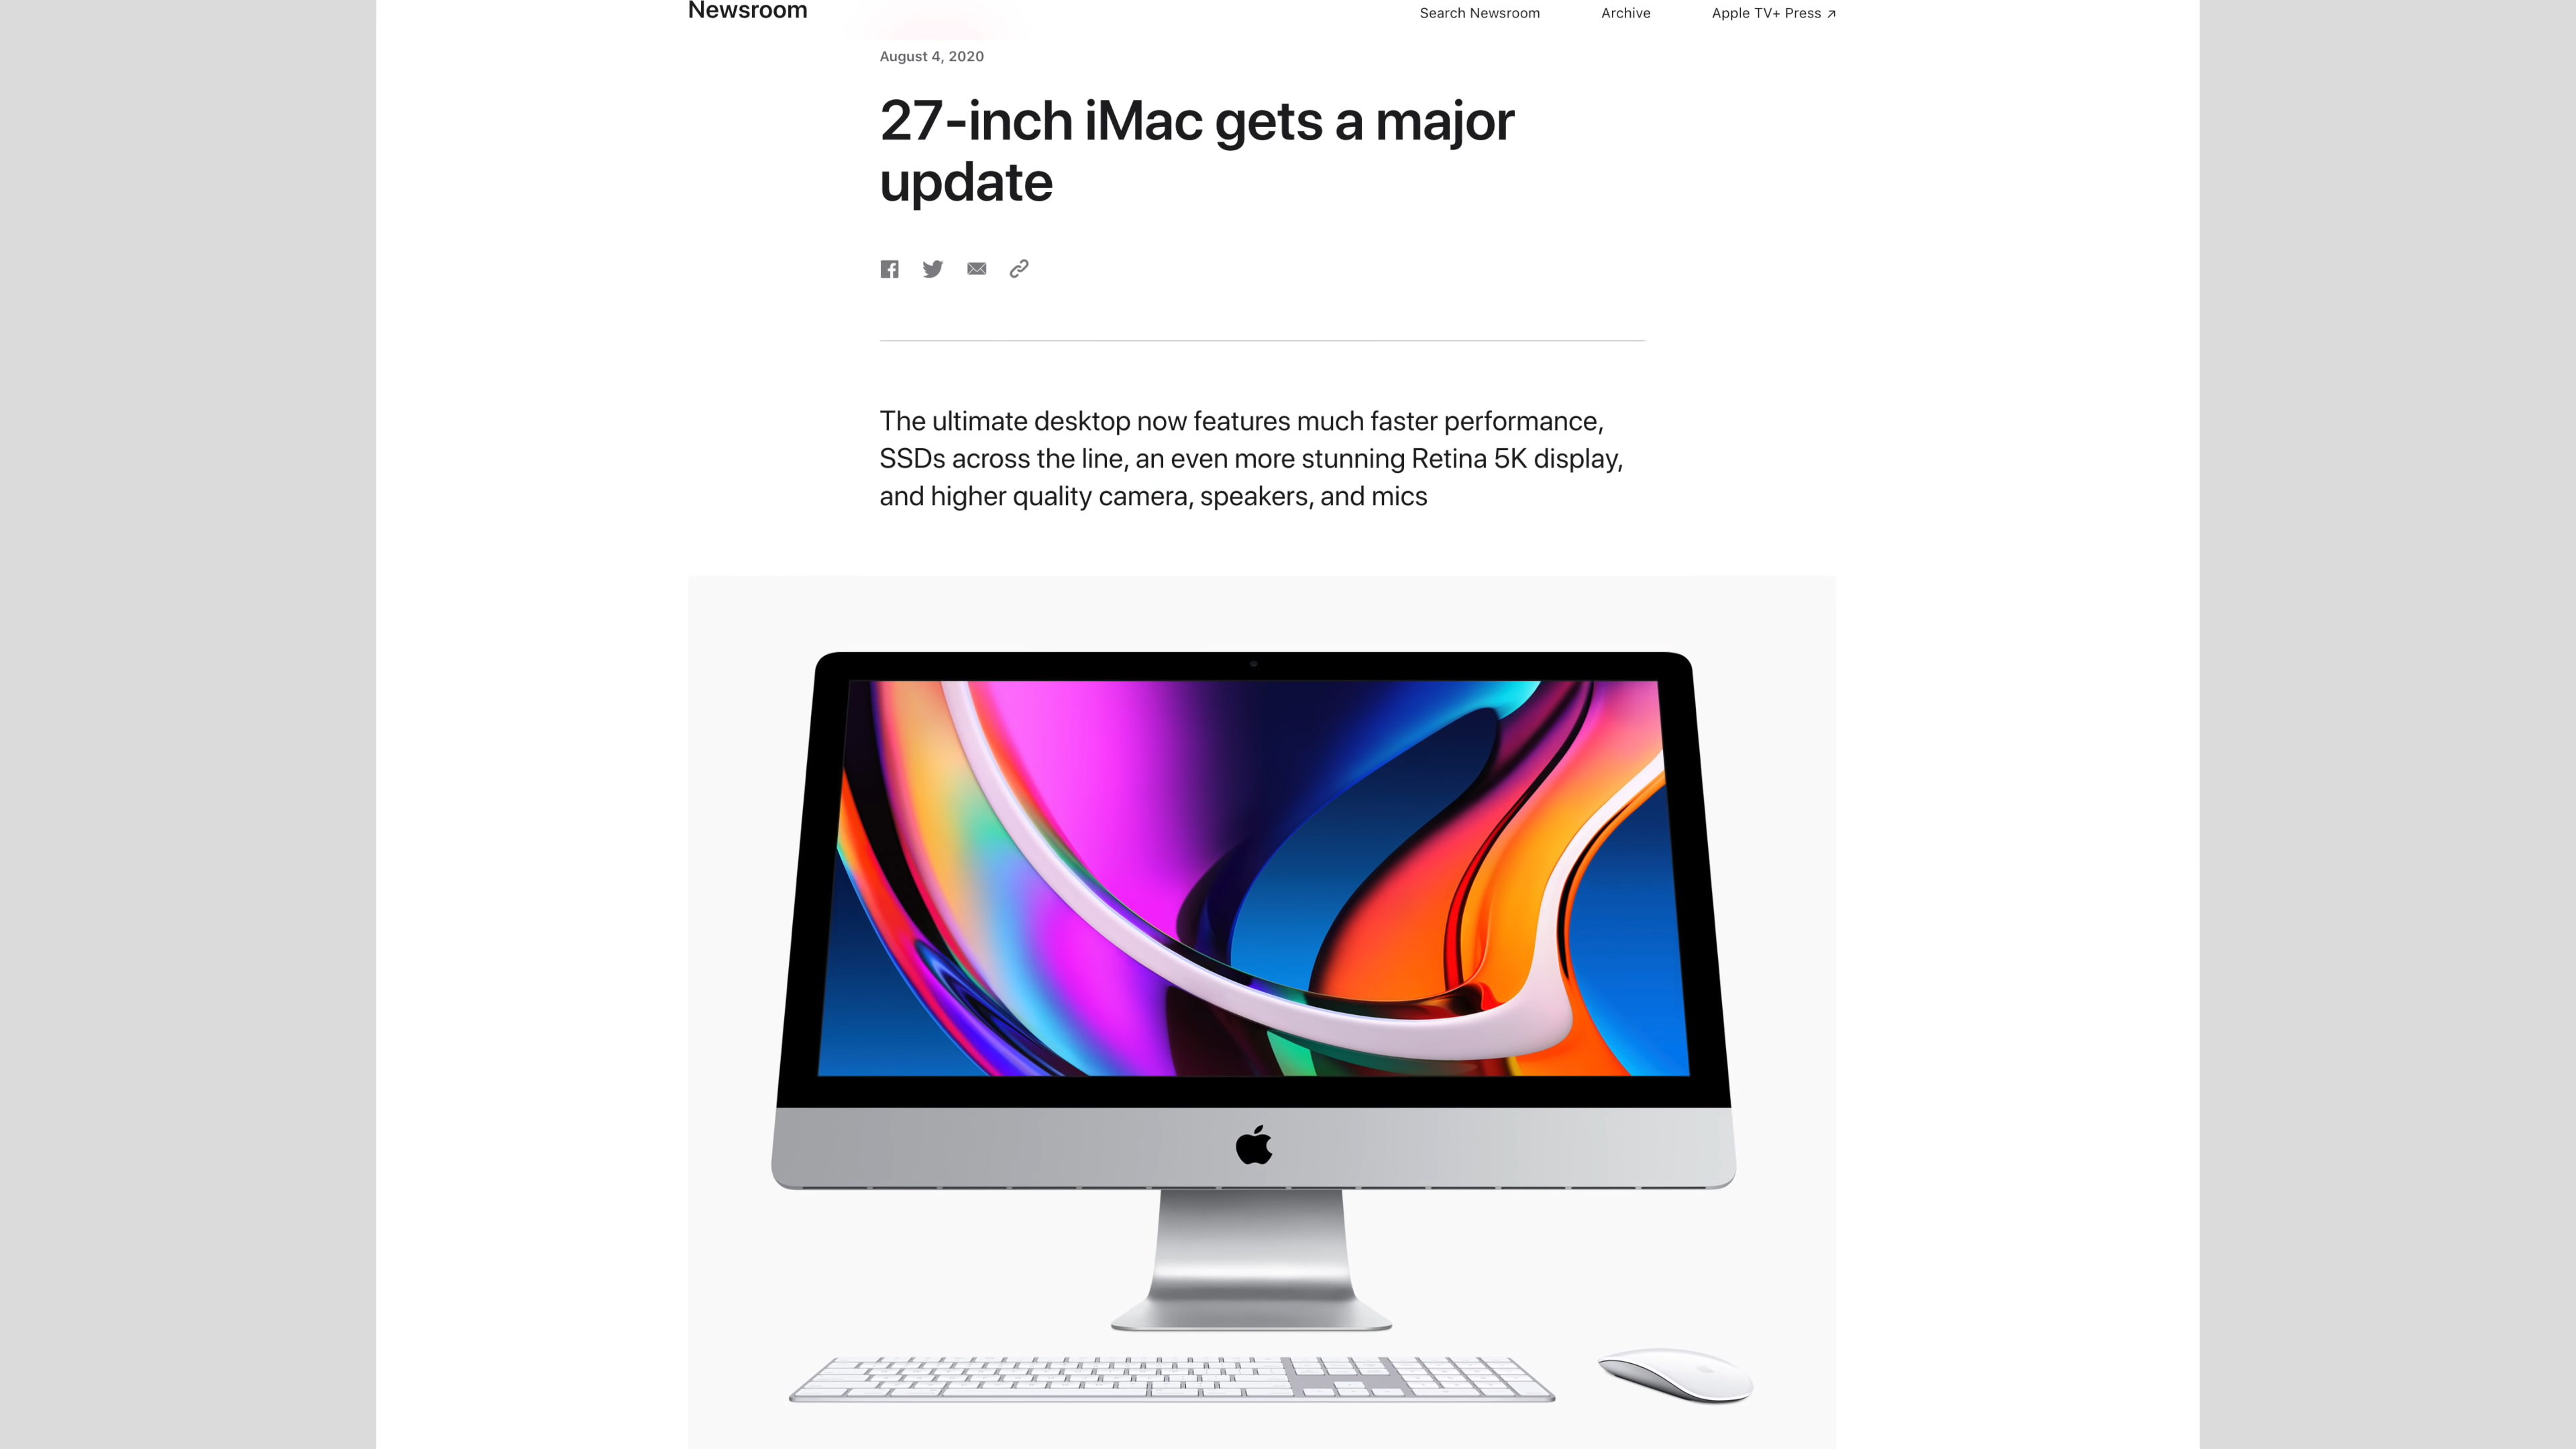 Newsroom
Search Newsroom
Archive
Apple TV+ Press ↗
August 4, 2020
27-inch iMac gets a major
update
The ultimate desktop now features much faster performance,
SSDs across the line, an even more stunning Retina 5K display,
and higher quality camera, speakers, and mics